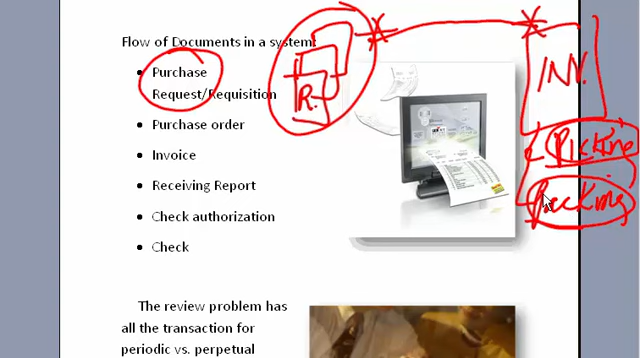 Flow of Documents in a system:
Purchase
Request/Requisition
Purchase order
Invoice
Receiving Report
Check authorization
Check
The review problem has
all the transaction for
periodic vs. perpetual
R.
INV.
Picking
Packing